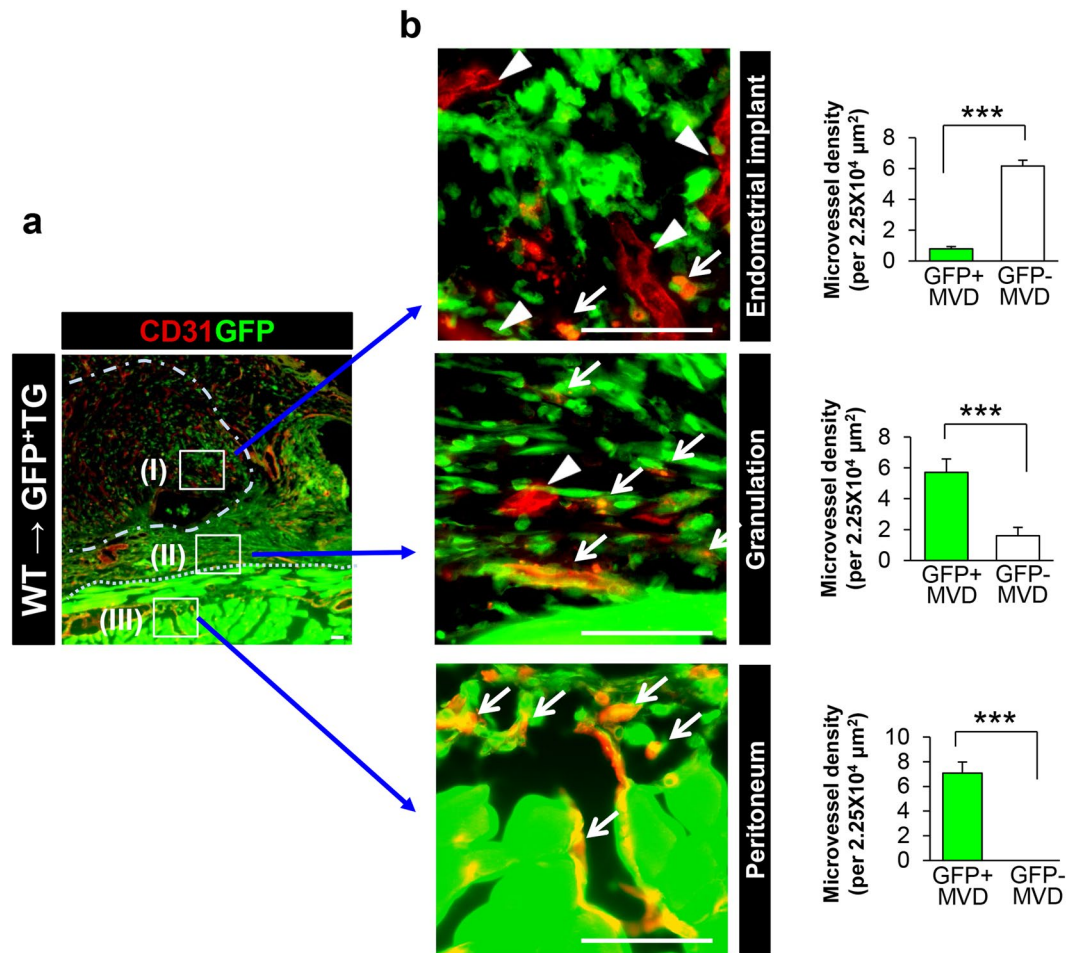 b
a
CD31GFP
WT → GFP⁺TG
(I)
(II)
(III)
Endometrial implant
Microvessel density
(per 2.25X10⁴ µm²)
8
6
4
2
0
***
GFP+
MVD
GFP-
MVD
Granulation
Microvessel density
(per 2.25X10⁴ µm²)
8
6
4
2
0
***
GFP+
MVD
GFP-
MVD
Peritoneum
Microvessel density
(per 2.25X10⁴ µm²)
10
8
6
4
2
0
***
GFP+
MVD
GFP-
MVD